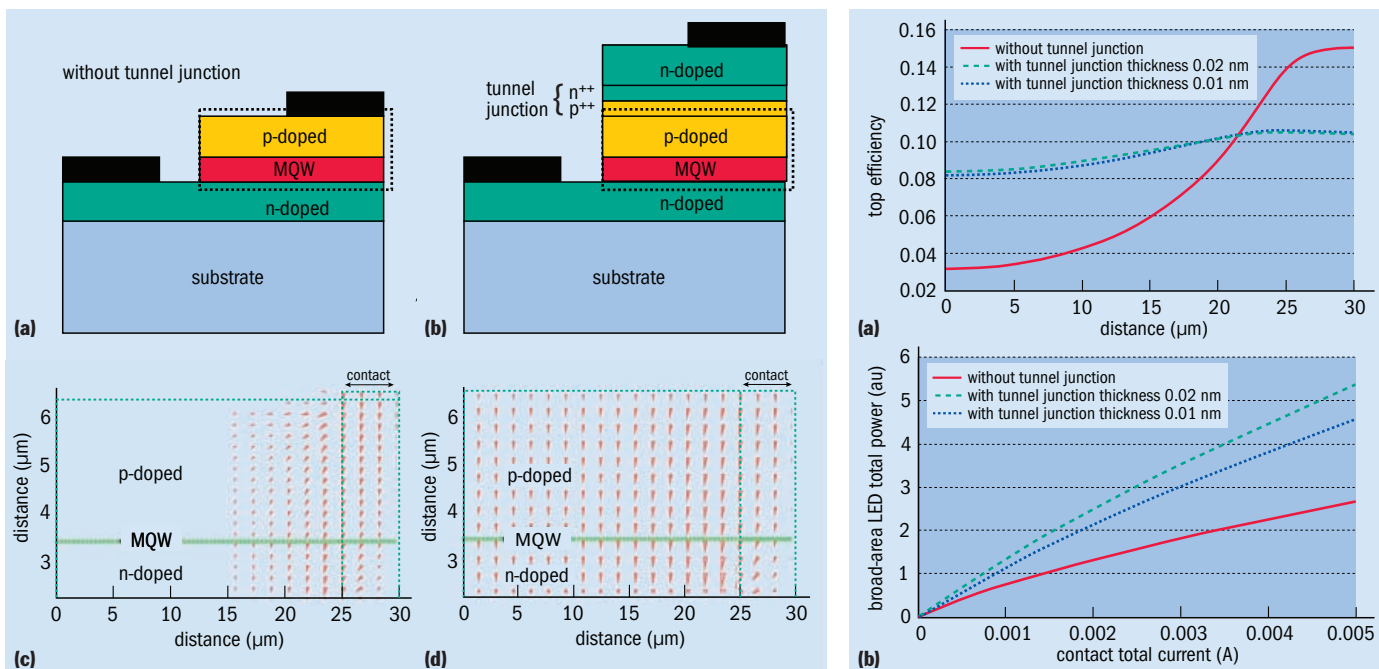 without tunnel junction
p-doped
MQW
n-doped
substrate
(a)
n-doped
tunnel
junction
{
n++
p++
p-doped
MQW
n-doped
substrate
(b)
contact
distance (µm)
6
5
4
3
p-doped
MQW
n-doped
0 5 10 15 20 25 30
distance (µm)
(c)
contact
distance (µm)
6
5
4
3
p-doped
MQW
n-doped
0 5 10 15 20 25 30
distance (µm)
(d)
top efficiency
0.16
0.14
0.12
0.10
0.08
0.06
0.04
0.02
without tunnel junction
with tunnel junction thickness 0.02 nm
with tunnel junction thickness 0.01 nm
0 5 10 15 20 25 30
distance (µm)
(a)
broad-area LED total power (au)
6
5
4
3
2
1
0
without tunnel junction
with tunnel junction thickness 0.02 nm
with tunnel junction thickness 0.01 nm
0 0.001 0.002 0.003 0.004 0.005
contact total current (A)
(b)